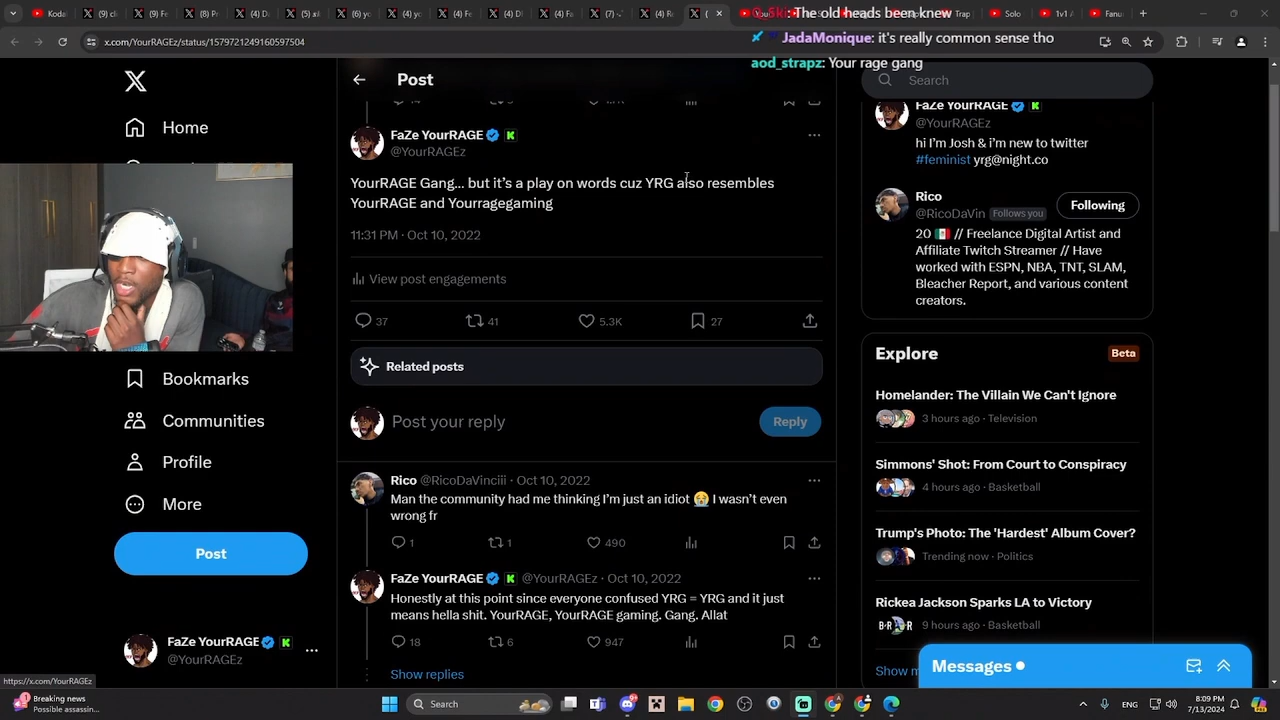 The old heads been knew
JadaMonique: it's really common sense tho
aod_strapz: Your rage gang
x.com/YourRAGEz/status/1579721249160597504
Post
Search
FaZe YourRAGE
@YourRAGEz
YourRAGE Gang... but it's a play on words cuz YRG also resembles
YourRAGE and Yourragegaming
11:31 PM · Oct 10, 2022
View post engagements
37 41 5.3K 27
Related posts
Post your reply
Reply
Rico @RicoDaVinciii · Oct 10, 2022
Man the community had me thinking I'm just an idiot 😭 I wasn't even
wrong fr
1 1 490
FaZe YourRAGE @YourRAGEz · Oct 10, 2022
Honestly at this point since everyone confused YRG = YRG and it just
means hella shit. YourRAGE, YourRAGE gaming. Gang. Allat
18 6 947
Show replies
Home
Bookmarks
Communities
Profile
More
Post
FaZe YourRAGE
@YourRAGEz
https://x.com/YourRAGEz
FaZe YourRAGE
@YourRAGEz
hi I'm Josh & i'm new to twitter
#feminist yrg@night.co
Rico
@RicoDaVin Follows you
Following
20 🇲🇽 // Freelance Digital Artist and
Affiliate Twitch Streamer // Have
worked with ESPN, NBA, TNT, SLAM,
Bleacher Report, and various content
creators.
Explore
Beta
Homelander: The Villain We Can't Ignore
3 hours ago · Television
Simmons' Shot: From Court to Conspiracy
4 hours ago · Basketball
Trump's Photo: The 'Hardest' Album Cover?
Trending now · Politics
Rickea Jackson Sparks LA to Victory
9 hours ago · Basketball
Show
Messages
Breaking news
Possible assassin...
Search
ENG
8:09 PM
7/13/2024